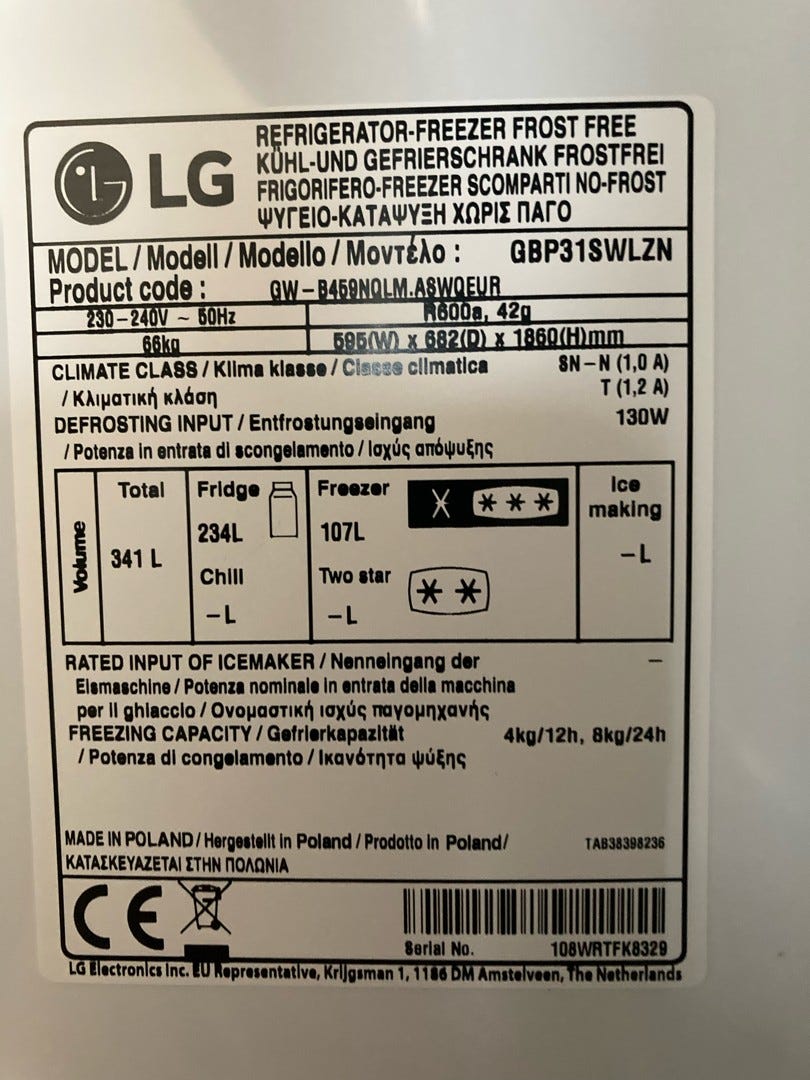 LG
REFRIGERATOR-FREEZER FROST FREE
KÜHL-UND GEFRIERSCHRANK FROSTFREI
FRIGORIFERO-FREEZER SCOMPARTI NO-FROST
ΨΥΓΕΙΟ-ΚΑΤΑΨΥΞΗ ΧΩΡΙΣ ΠΑΓΟ
MODEL / Modell / Modello / Μοντέλο : GBP31SWLZN
Product code : GW-B459NQLM.ASWQEUR
230-240V ~ 50Hz R600a, 42g
66kg 595(W) x 682(D) x 1860(H)mm
CLIMATE CLASS / Klima klasse / Classe climatica SN-N (1,0 A)
/ Κλιματική κλάση T (1,2 A)
DEFROSTING INPUT / Entfrostungseingang 130W
/ Potenza in entrata di scongelamento / Ισχύς απόψυξης
Volume
Total
341 L
Fridge
234L
Chill
-L
Freezer
107L
Two star
-L
Ice
making
-L
RATED INPUT OF ICEMAKER / Nenneingang der -
Eismaschine / Potenza nominale in entrata della macchina
per il ghiaccio / Ονομαστική ισχύς παγομηχανής
FREEZING CAPACITY / Gefrierkapazität 4kg/12h, 8kg/24h
/ Potenza di congelamento / Ικανότητα ψύξης
MADE IN POLAND / Hergestellt in Poland / Prodotto in Poland/ TAB38398236
ΚΑΤΑΣΚΕΥΑΖΕΤΑΙ ΣΤΗΝ ΠΟΛΩΝΙΑ
CE
Serial No. 108WRTFK8329
LG Electronics Inc. EU Representative, Krijgsman 1, 1186 DM Amstelveen, The Netherlands